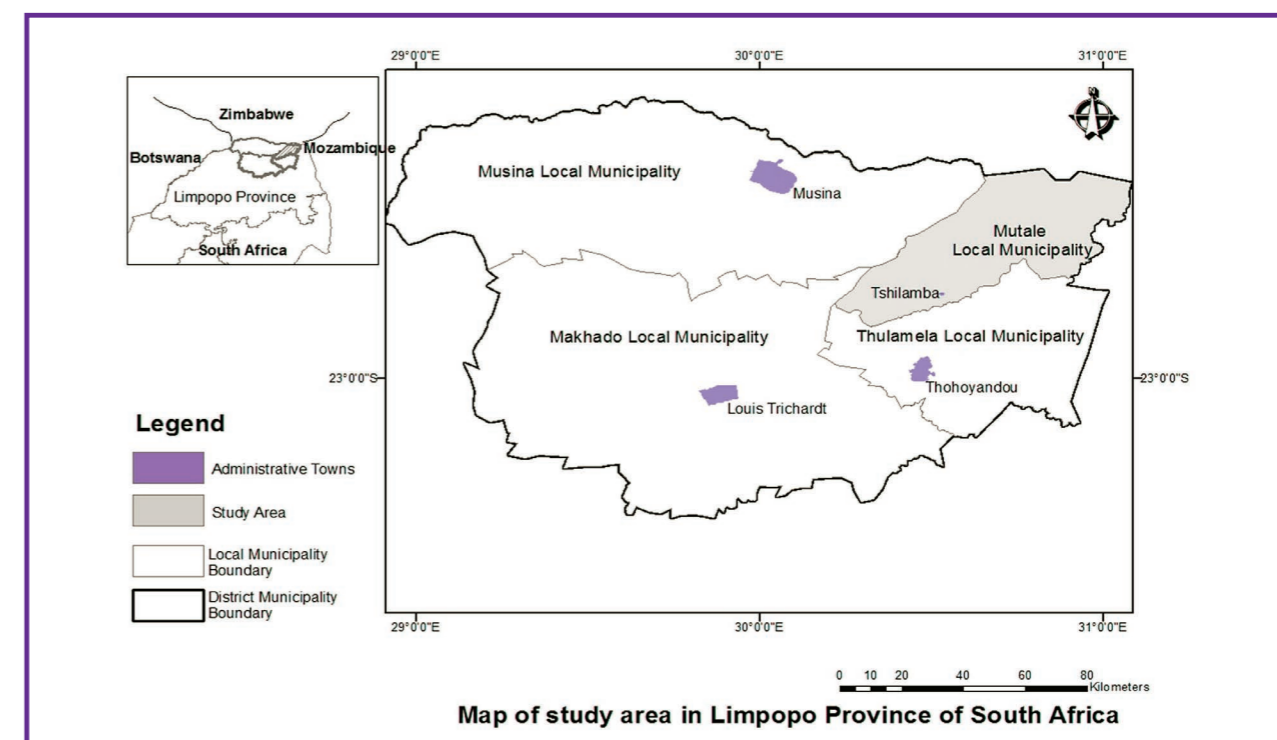 29°0'0"E
30°0'0"E
31°0'0"E
Zimbabwe
Botswana
Mozambique
Limpopo Province
South Africa
N
Musina Local Municipality
Musina
Mutale
Local Municipality
Tshilamba
Makhado Local Municipality
Thulamela Local Municipality
23°0'0"S
23°0'0"S
Thohoyandou
Louis Trichardt
Legend
Administrative Towns
Study Area
Local Municipality
Boundary
District Municipality
Boundary
29°0'0"E
30°0'0"E
31°0'0"E
0 10 20 40 60 80
Kilometers
Map of study area in Limpopo Province of South Africa